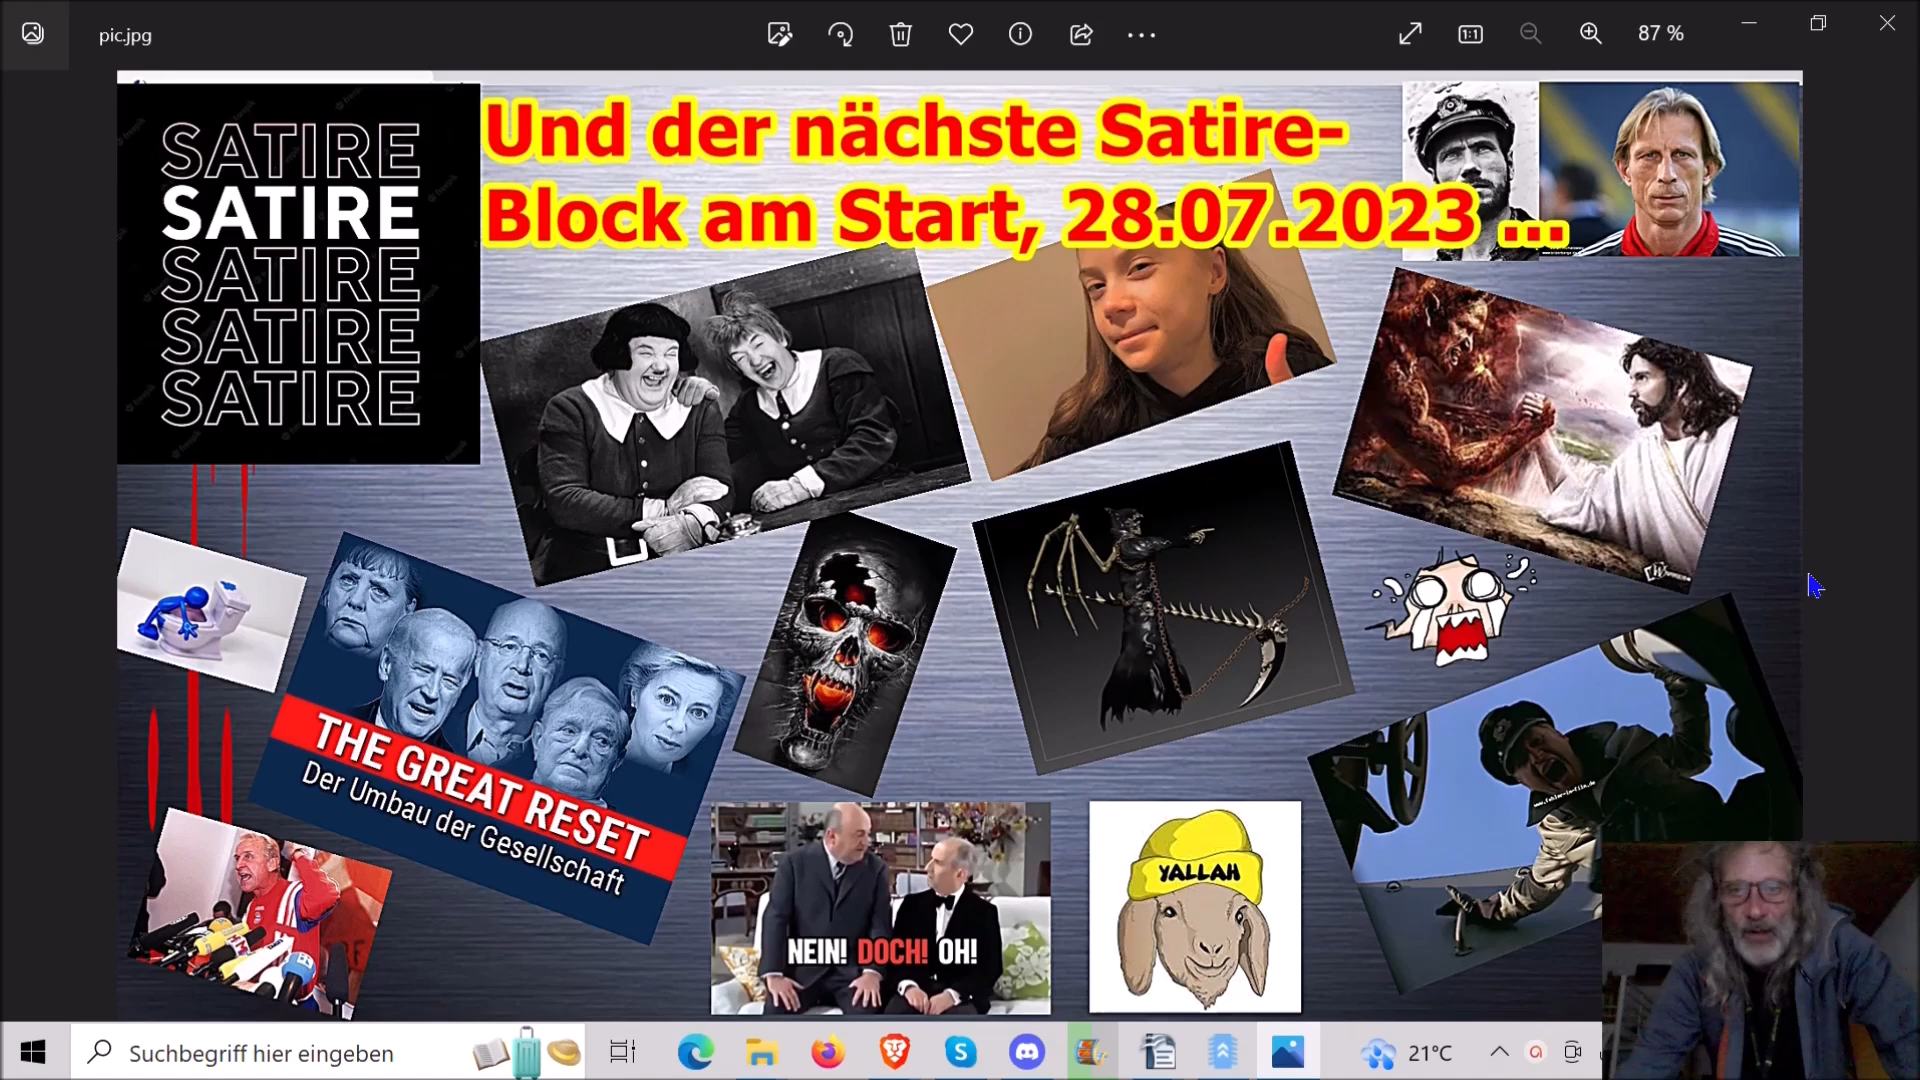 pic.jpg
87 %
SATIRE
SATIRE
SATIRE
SATIRE
SATIRE
Und der nächste Satire-
Block am Start, 28.07.2023 ...
THE GREAT RESET
Der Umbau der Gesellschaft
NEIN! DOCH! OH!
YALLAH
Suchbegriff hier eingeben
21°C